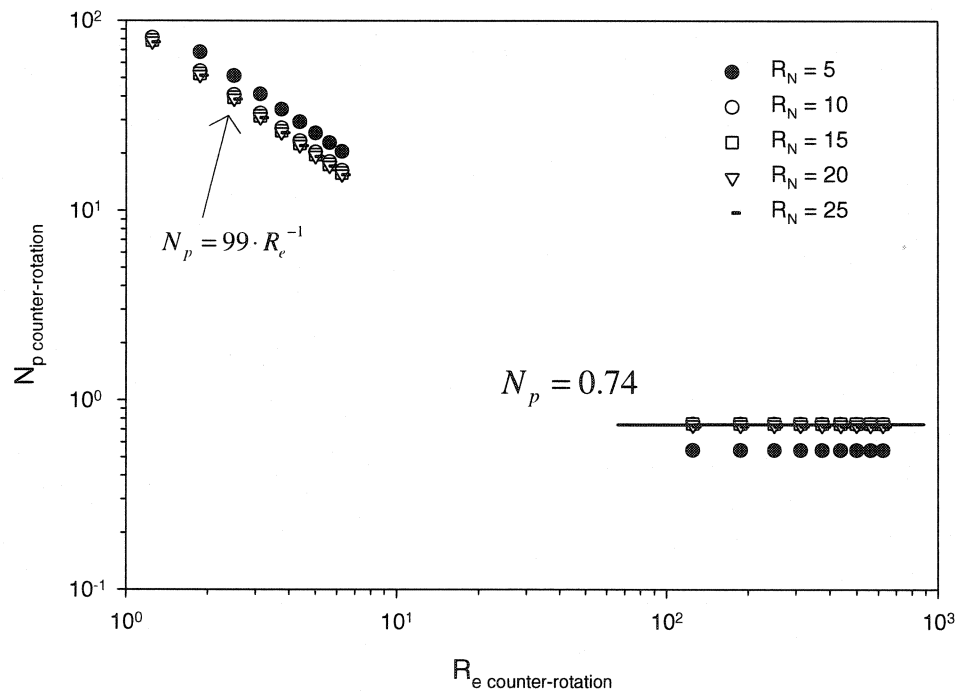 10²
10¹
10⁰
10⁻¹
10⁰
10¹
10²
10³
N_p counter-rotation
R_e counter-rotation
R_N = 5
R_N = 10
R_N = 15
R_N = 20
R_N = 25
N_p = 99 · R_e⁻¹
N_p = 0.74